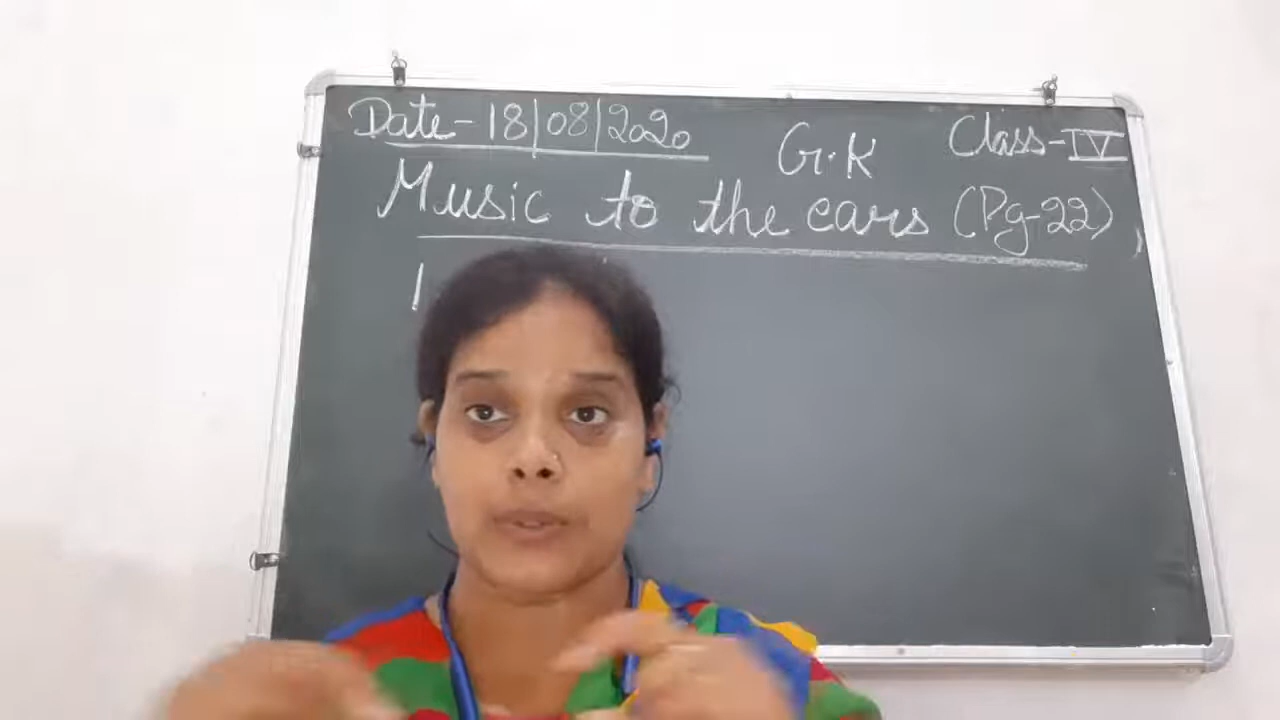 Date-18/08/2020 G.K Class-IV
Music to the ears (Pg-22)
1